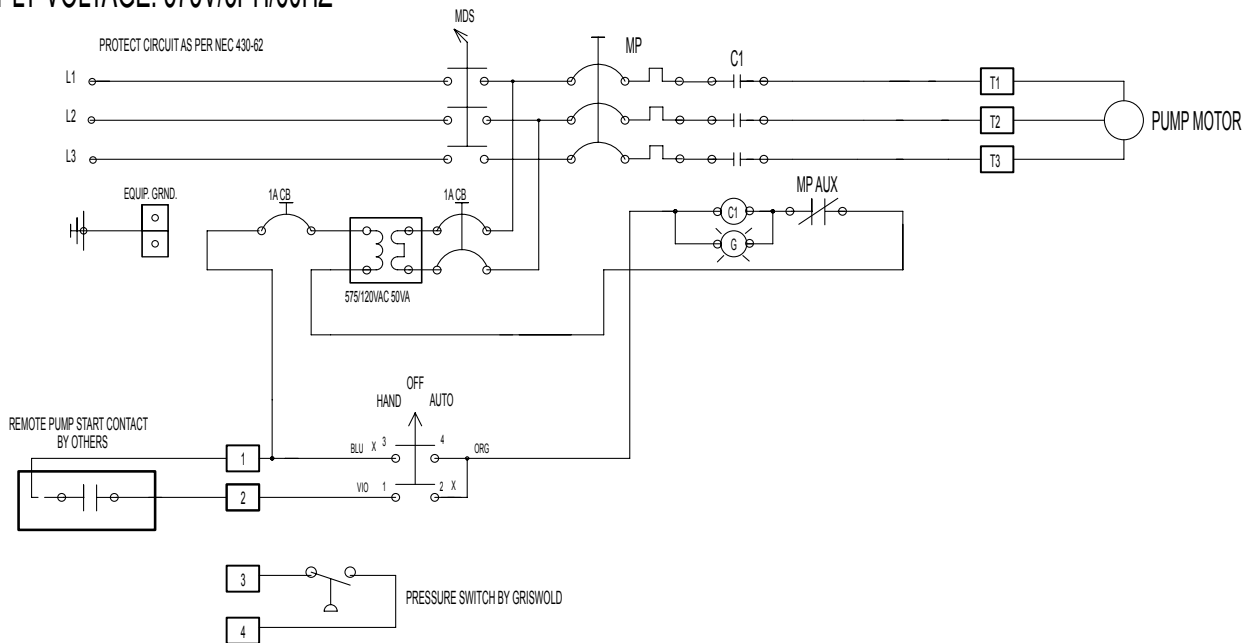 MDS
PROTECT CIRCUIT AS PER NEC 430-62
MP
C1
L1
T1
L2
T2
PUMP MOTOR
L3
T3
EQUIP. GRND.
1A CB
1A CB
MP AUX
C1
G
575/120VAC 50VA
OFF
HAND
AUTO
REMOTE PUMP START CONTACT
BY OTHERS
BLU X 3
4
ORG
1
VIO 1
2 X
2
3
PRESSURE SWITCH BY GRISWOLD
4